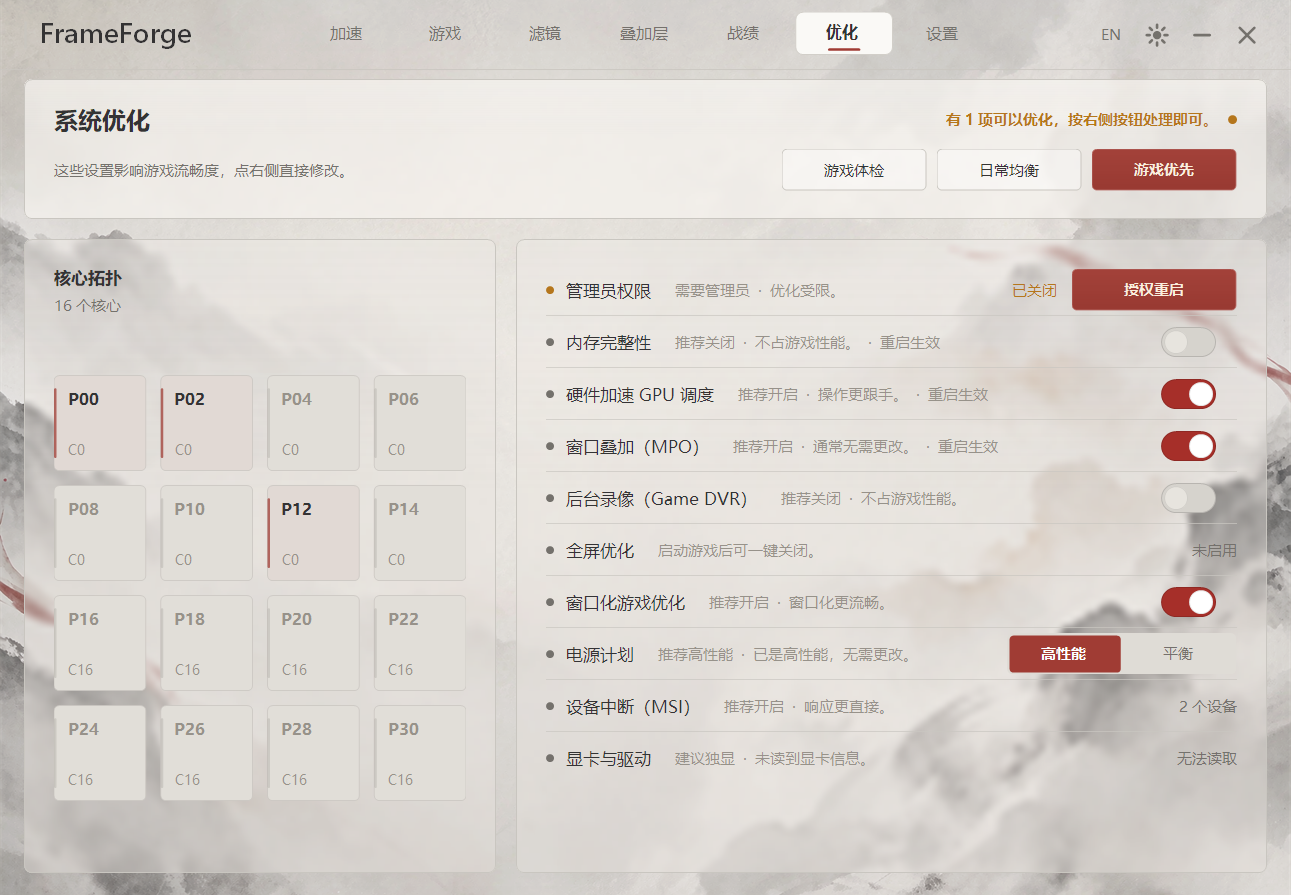 FrameForge
加速
游戏
滤镜
叠加层
战绩
优化
设置
EN
系统优化
有 1 项可以优化，按右侧按钮处理即可。
这些设置影响游戏流畅度，点右侧直接修改。
游戏体检
日常均衡
游戏优先
核心拓扑
16 个核心
P00
P02
P04
P06
C0
C0
C0
C0
P08
P10
P12
P14
C0
C0
C0
C0
P16
P18
P20
P22
C16
C16
C16
C16
P24
P26
P28
P30
C16
C16
C16
C16
管理员权限 需要管理员 · 优化受限。 已关闭 授权重启
内存完整性 推荐关闭 · 不占游戏性能。 · 重启生效
硬件加速 GPU 调度 推荐开启 · 操作更跟手。 · 重启生效
窗口叠加（MPO） 推荐开启 · 通常无需更改。 · 重启生效
后台录像（Game DVR） 推荐关闭 · 不占游戏性能。
全屏优化 启动游戏后可一键关闭。 未启用
窗口化游戏优化 推荐开启 · 窗口化更流畅。
电源计划 推荐高性能 · 已是高性能，无需更改。 高性能 平衡
设备中断（MSI） 推荐开启 · 响应更直接。 2 个设备
显卡与驱动 建议独显 · 未读到显卡信息。 无法读取